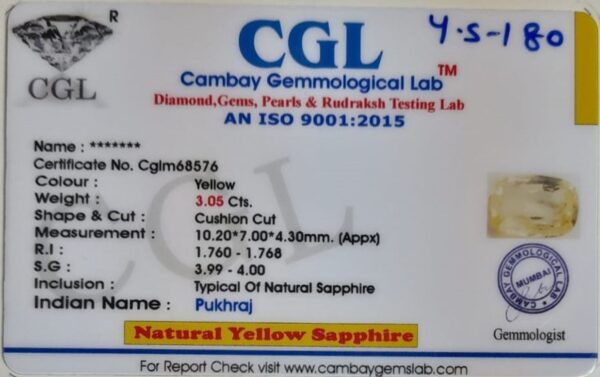 R
CGL
CGL
TM
Y.S-180
Cambay Gemmological Lab
Diamond,Gems, Pearls & Rudraksh Testing Lab
AN ISO 9001:2015
Name : *******
Certificate No. Cglm68576
Colour : Yellow
Weight : 3.05 Cts.
Shape & Cut : Cushion Cut
Measurement : 10.20*7.00*4.30mm. (Appx)
R.I : 1.760 - 1.768
S.G : 3.99 - 4.00
Inclusion : Typical Of Natural Sapphire
Indian Name : Pukhraj
Natural Yellow Sapphire
CAMBAY GEMMOLOGICAL LAB
MUMBAI
Gemmologist
For Report Check visit www.cambaygemslab.com
CGL